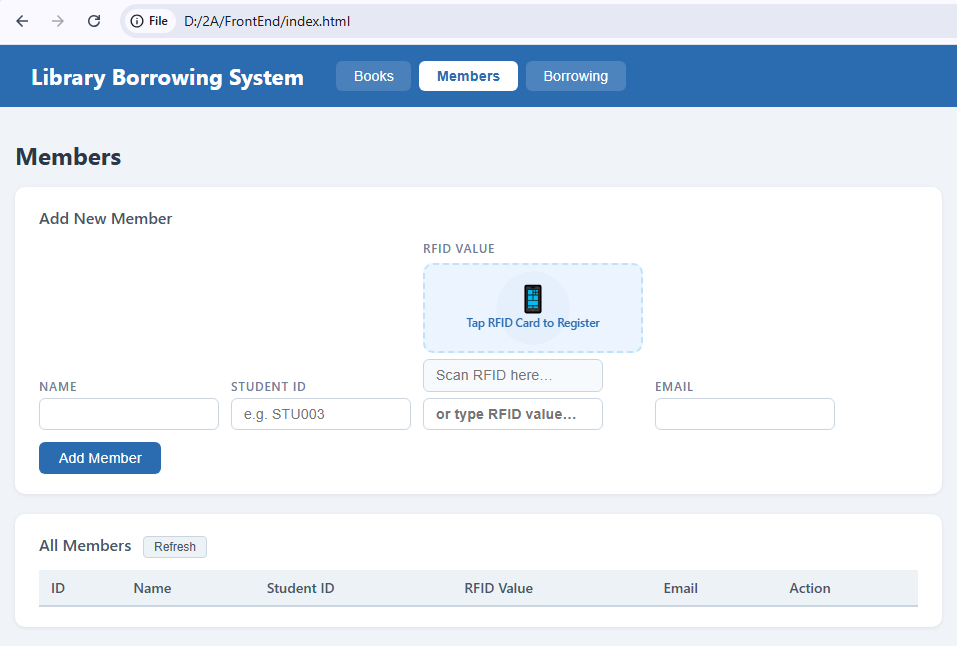 File D:/2A/FrontEnd/index.html
Library Borrowing System Books Members Borrowing
Members
Add New Member
RFID VALUE
Tap RFID Card to Register
Scan RFID here...
NAME STUDENT ID EMAIL
e.g. STU003 or type RFID value...
Add Member
All Members Refresh
ID Name Student ID RFID Value Email Action